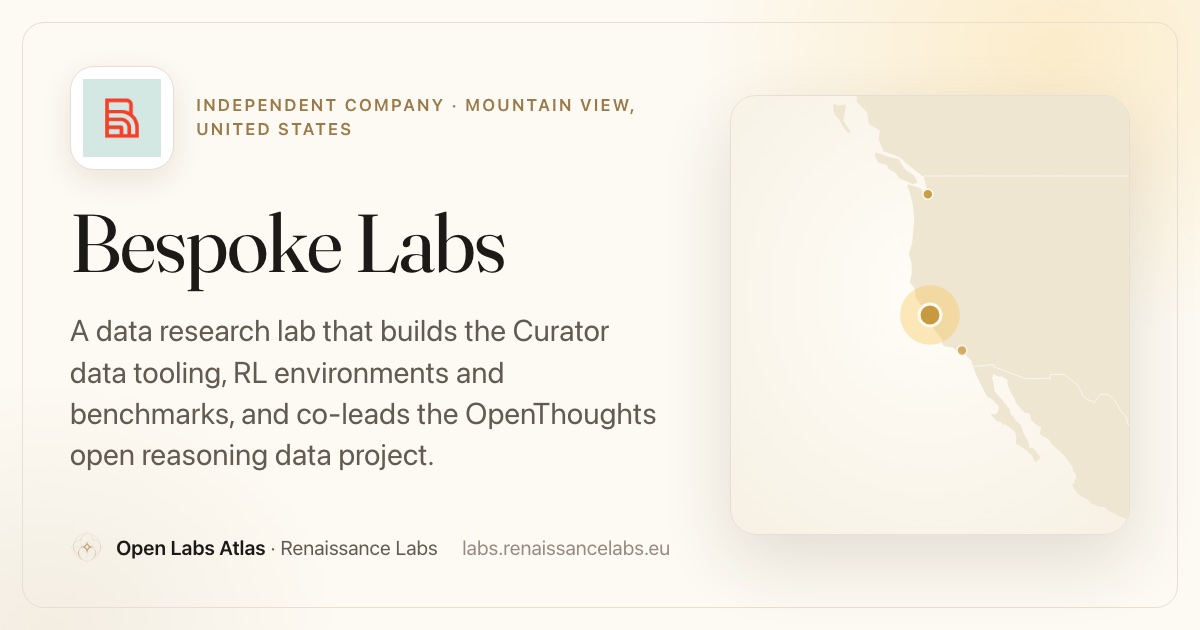 INDEPENDENT COMPANY · MOUNTAIN VIEW,
UNITED STATES
Bespoke Labs
A data research lab that builds the Curator
data tooling, RL environments and
benchmarks, and co-leads the OpenThoughts
open reasoning data project.
Open Labs Atlas · Renaissance Labs labs.renaissancelabs.eu